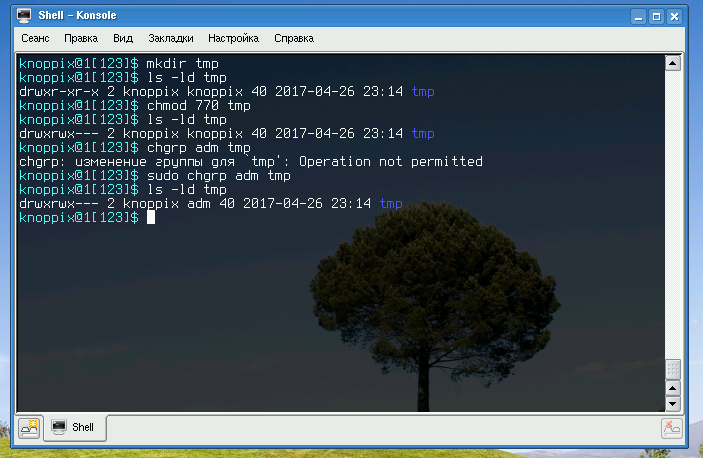 Shell - Konsole
Сеанс Правка Вид Закладки Настройка Справка
knoppix@1[123]$ mkdir tmp
knoppix@1[123]$ ls -ld tmp
drwxr-xr-x 2 knoppix knoppix 40 2017-04-26 23:14 tmp
knoppix@1[123]$ chmod 770 tmp
knoppix@1[123]$ ls -ld tmp
drwxrwx--- 2 knoppix knoppix 40 2017-04-26 23:14 tmp
knoppix@1[123]$ chgrp adm tmp
chgrp: изменение группы для `tmp': Operation not permitted
knoppix@1[123]$ sudo chgrp adm tmp
knoppix@1[123]$ ls -ld tmp
drwxrwx--- 2 knoppix adm 40 2017-04-26 23:14 tmp
knoppix@1[123]$
Shell